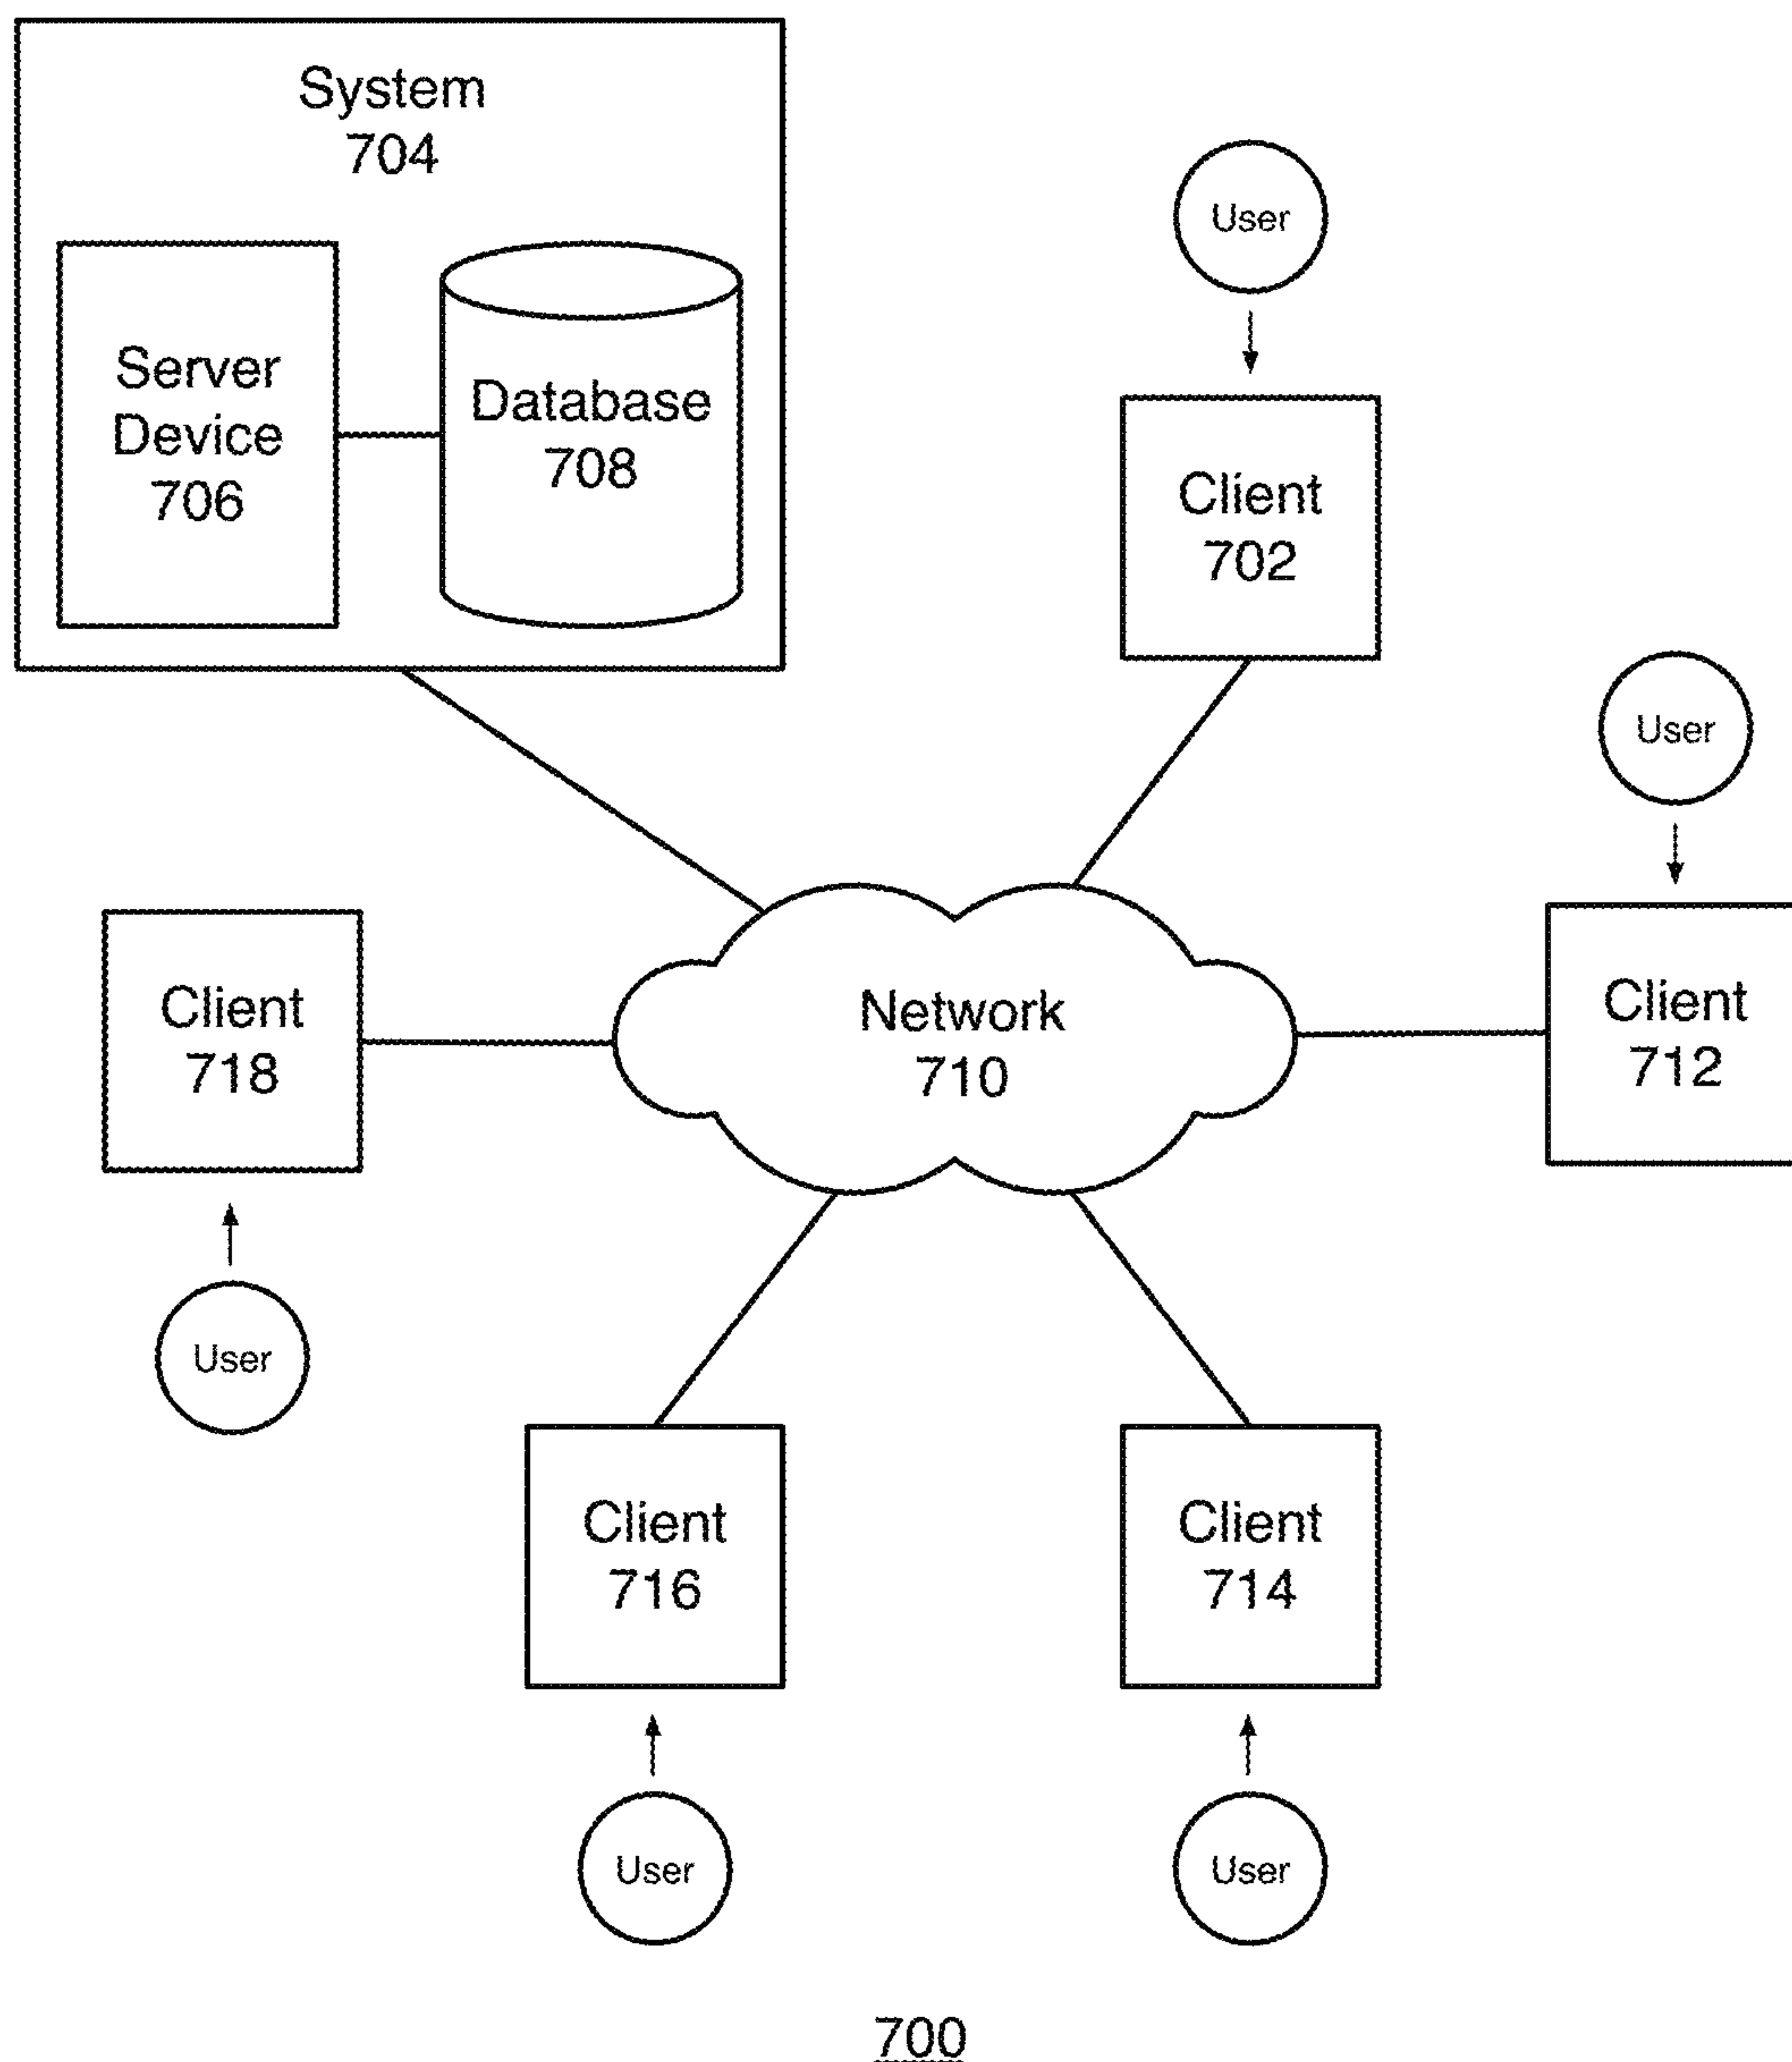 System
704
Server
Device
706
Database
708
User
Client
702
User
Client
712
Client
718
Network
710
User
Client
716
Client
714
User
User
700